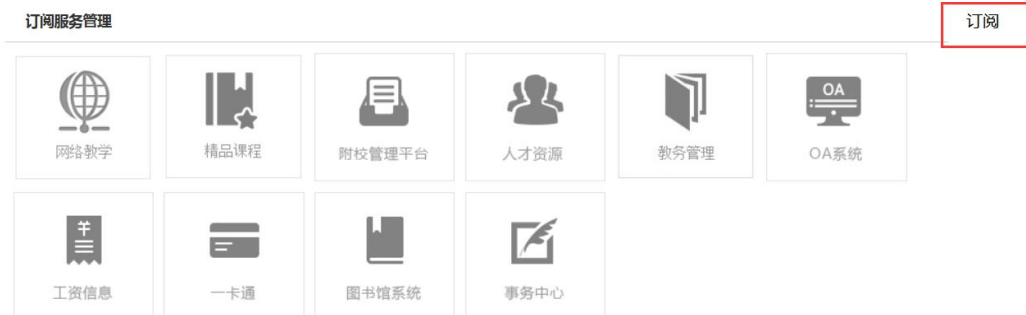 订阅服务管理 订阅
网络教学 精品课程 附校管理平台 人才资源 教务管理 OA OA系统
工资信息 一卡通 图书馆系统 事务中心